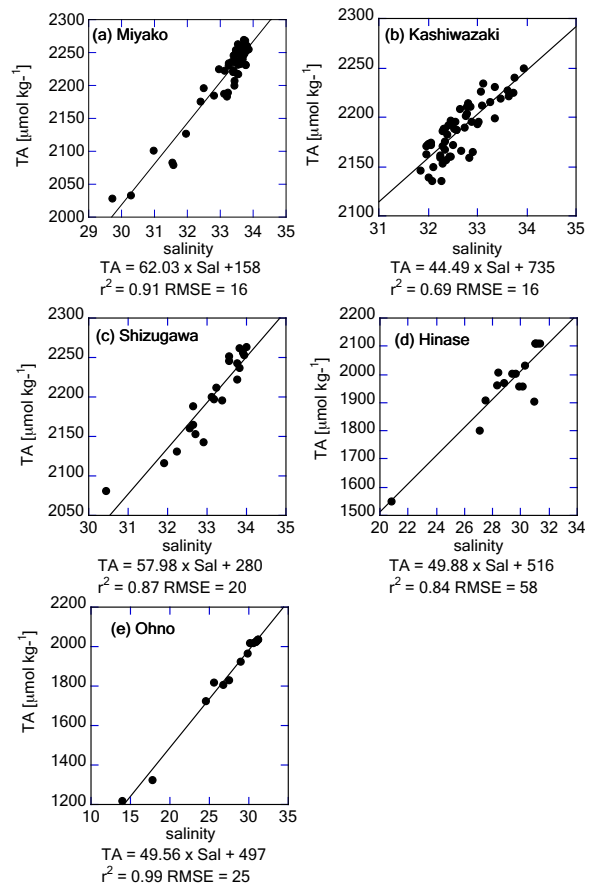 (a) Miyako
TA [μmol kg-1]
2300
2250
2200
2150
2100
2050
2000
29 30 31 32 33 34 35
salinity
TA = 62.03 x Sal +158
r2 = 0.91 RMSE = 16
(b) Kashiwazaki
TA [μmol kg-1]
2300
2250
2200
2150
2100
31 32 33 34 35
salinity
TA = 44.49 x Sal + 735
r2 = 0.69 RMSE = 16
(c) Shizugawa
TA [μmol kg-1]
2300
2250
2200
2150
2100
2050
30 31 32 33 34 35
salinity
TA = 57.98 x Sal + 280
r2 = 0.87 RMSE = 20
(d) Hinase
TA [μmol kg-1]
2200
2100
2000
1900
1800
1700
1600
1500
20 22 24 26 28 30 32 34
salinity
TA = 49.88 x Sal + 516
r2 = 0.84 RMSE = 58
(e) Ohno
TA [μmol kg-1]
2200
2000
1800
1600
1400
1200
10 15 20 25 30 35
salinity
TA = 49.56 x Sal + 497
r2 = 0.99 RMSE = 25